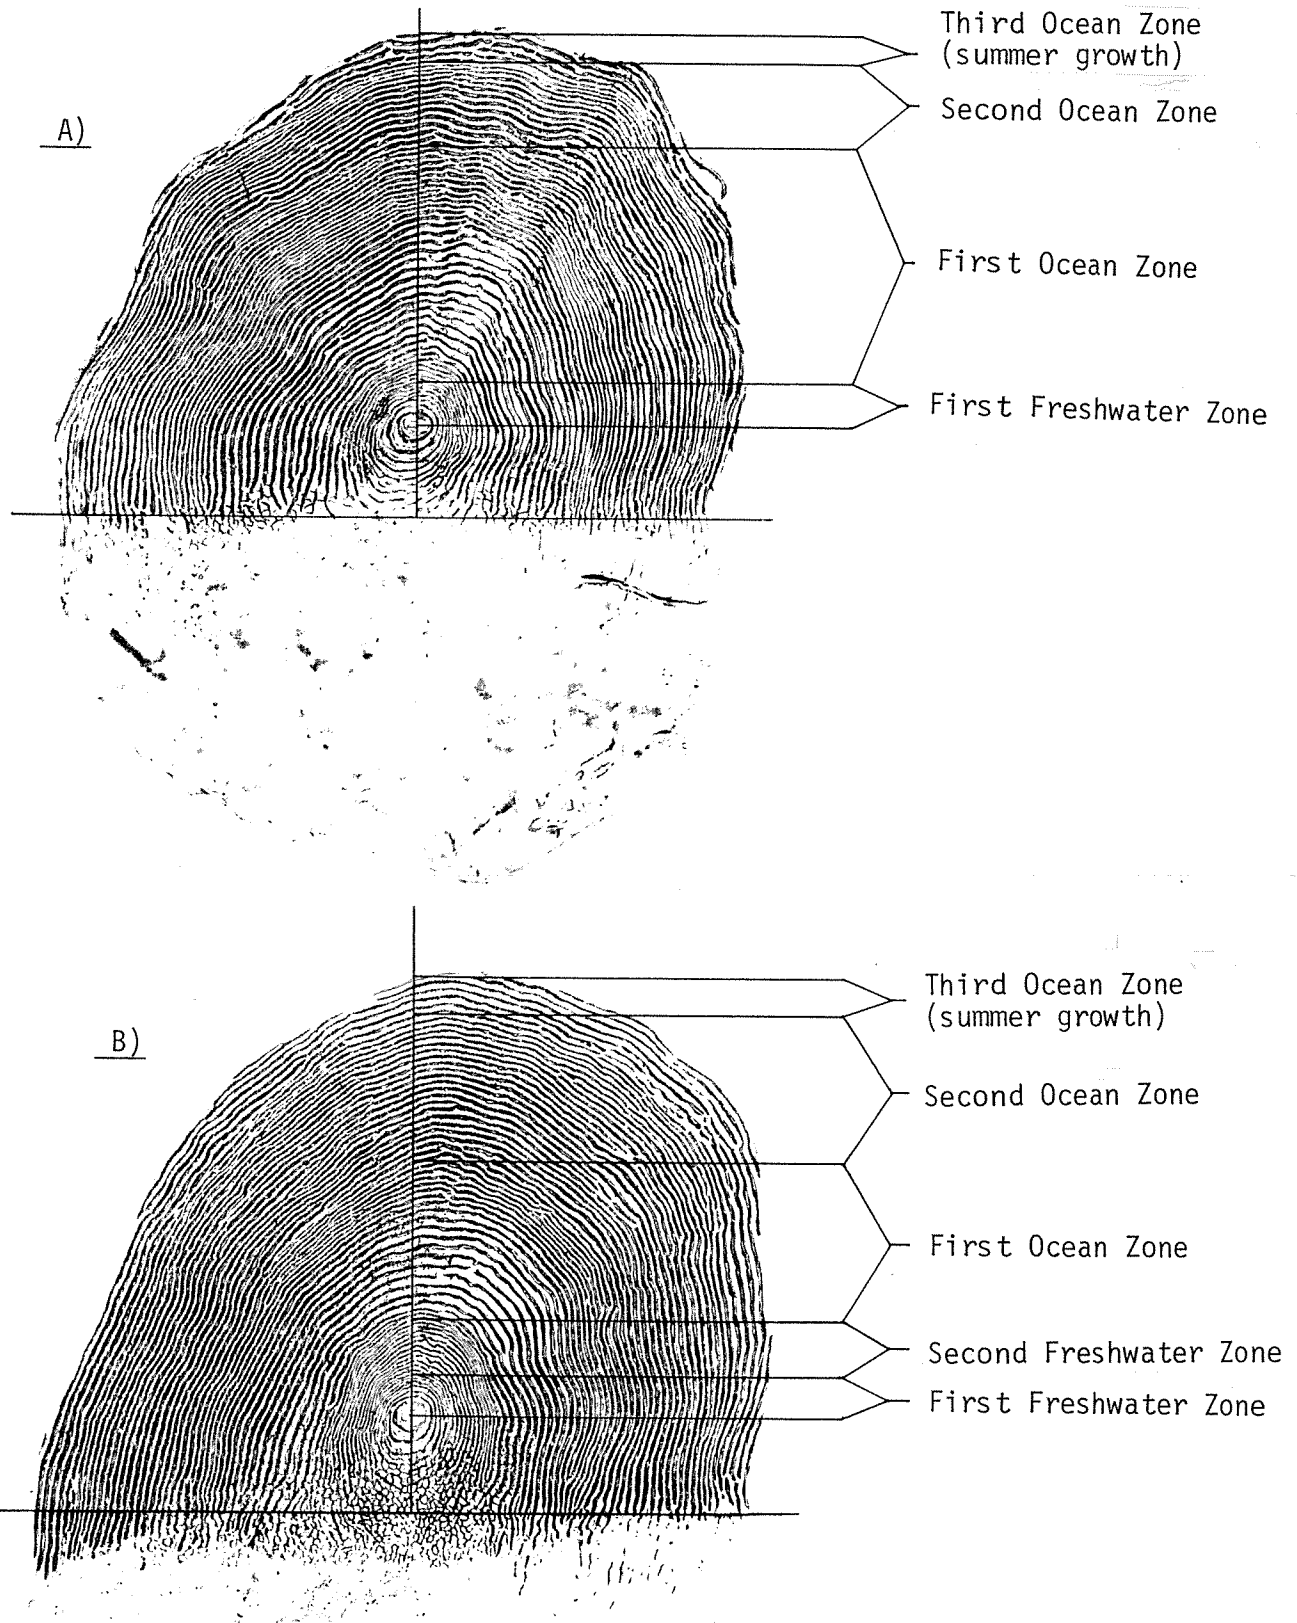 A)
Third Ocean Zone
(summer growth)
Second Ocean Zone
First Ocean Zone
First Freshwater Zone
B)
Third Ocean Zone
(summer growth)
Second Ocean Zone
First Ocean Zone
Second Freshwater Zone
First Freshwater Zone